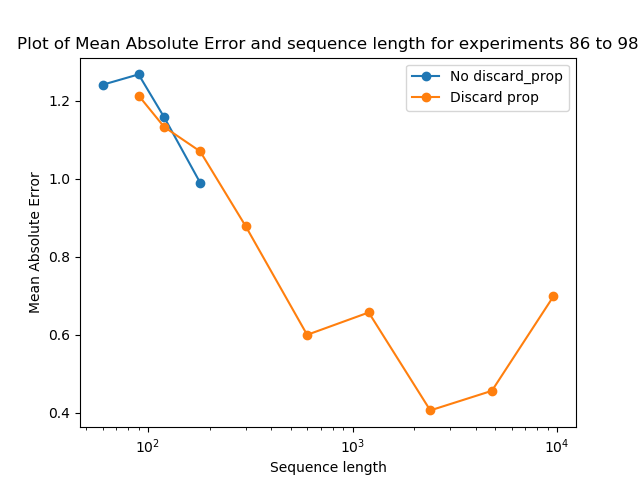 Plot of Mean Absolute Error and sequence length for experiments 86 to 98
No discard_prop
Discard prop
Mean Absolute Error
1.2
1.0
0.8
0.6
0.4
10²
10³
10⁴
Sequence length